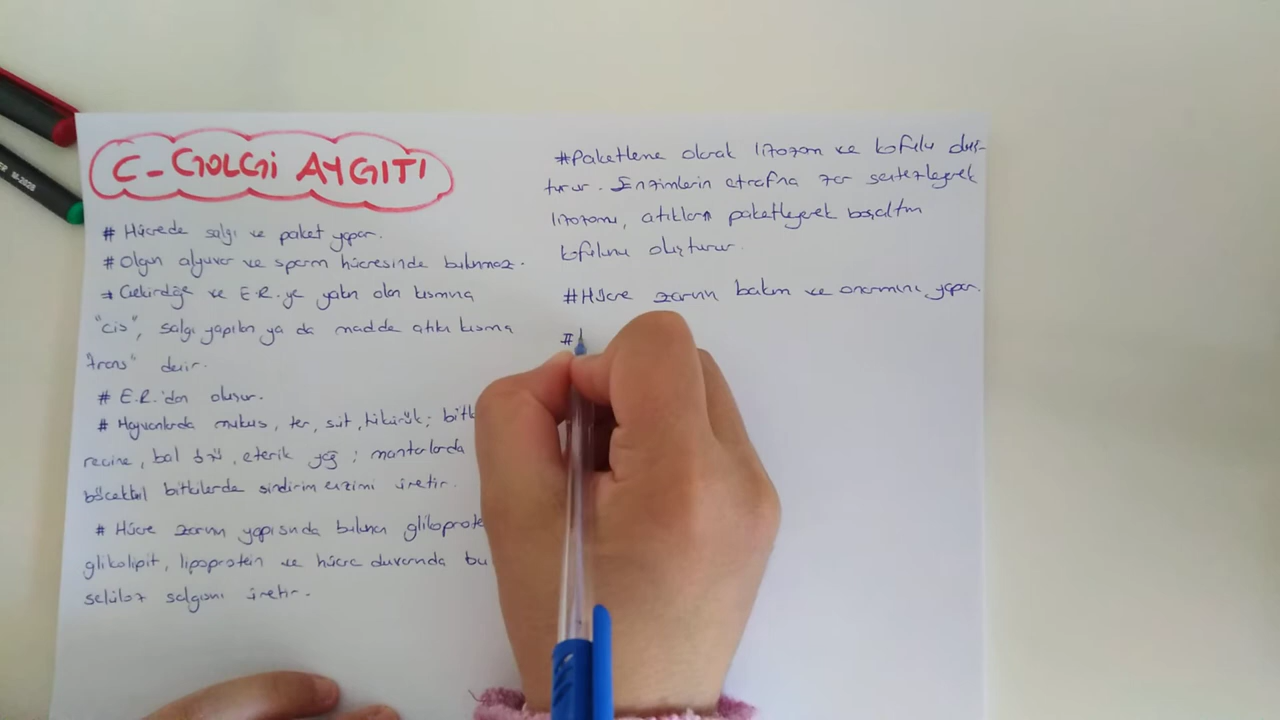 C-GOLGİ AYGITI
# Hücrede salgı ve paket yapar.
# Olgun alyuvar ve sperm hücresinde bulunmaz.
# Çekirdeğe ve E.R.ye yakın olan kısmına
"cis", salgı yapılan ya da madde atılan kısma
"trans" denir.
# E.R.'den oluşur.
# Hayvanlarda mukus, ter, süt, tükürük; bitk
reçine, bal özü, eterik yağ; mantarlarda
böcekçil bitkilerde sindirim enzimi üretir.
# Hücre zarının yapısında bulunan glikoprote
glikolipit, lipoprotein ve hücre duvarında bu
selüloz salgısını üretir.
#Paketleme olarak lizozom ve kofulu oluş-
turur. Enzimlerin etrafına zar sentezleyerek
lizozomu, atıkları paketleyerek boşaltım
kofulunu oluşturur.
#Hücre zarının bakım ve onarımını yapar.
#